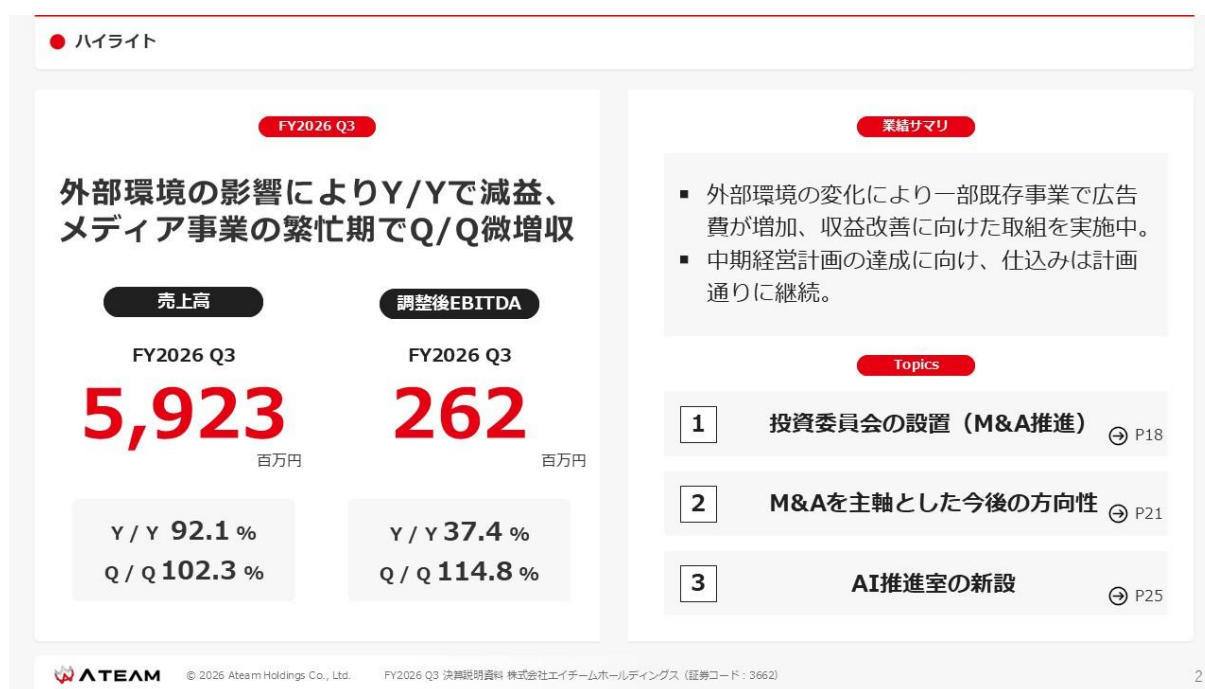 ハイライト
FY2026 Q3
外部環境の影響によりY/Yで減益、
メディア事業の繁忙期でQ/Q微増収
売上高
FY2026 Q3
5,923
百万円
Y / Y 92.1 %
Q / Q 102.3 %
調整後EBITDA
FY2026 Q3
262
百万円
Y / Y 37.4 %
Q / Q 114.8 %
業績サマリ
▪ 外部環境の変化により一部既存事業で広告
費が増加、収益改善に向けた取組を実施中。
▪ 中期経営計画の達成に向け、仕込みは計画
通りに継続。
Topics
1 投資委員会の設置（M&A推進） P18
2 M&Aを主軸とした今後の方向性 P21
3 AI推進室の新設 P25
ATEAM © 2026 Ateam Holdings Co., Ltd. FY2026 Q3 決算説明資料 株式会社エイチームホールディングス（証券コード：3662） 2